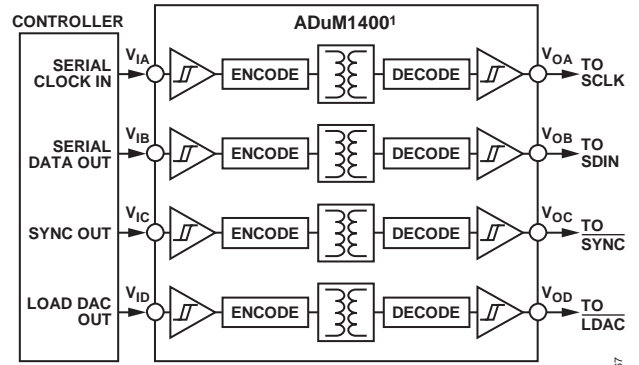 CONTROLLER
ADuM1400¹
SERIAL
CLOCK IN
V_IA
ENCODE
DECODE
V_OA
TO
SCLK
SERIAL
DATA OUT
V_IB
ENCODE
DECODE
V_OB
TO
SDIN
SYNC OUT
V_IC
ENCODE
DECODE
V_OC
TO
SYNC
LOAD DAC
OUT
V_ID
ENCODE
DECODE
V_OD
TO
LDAC